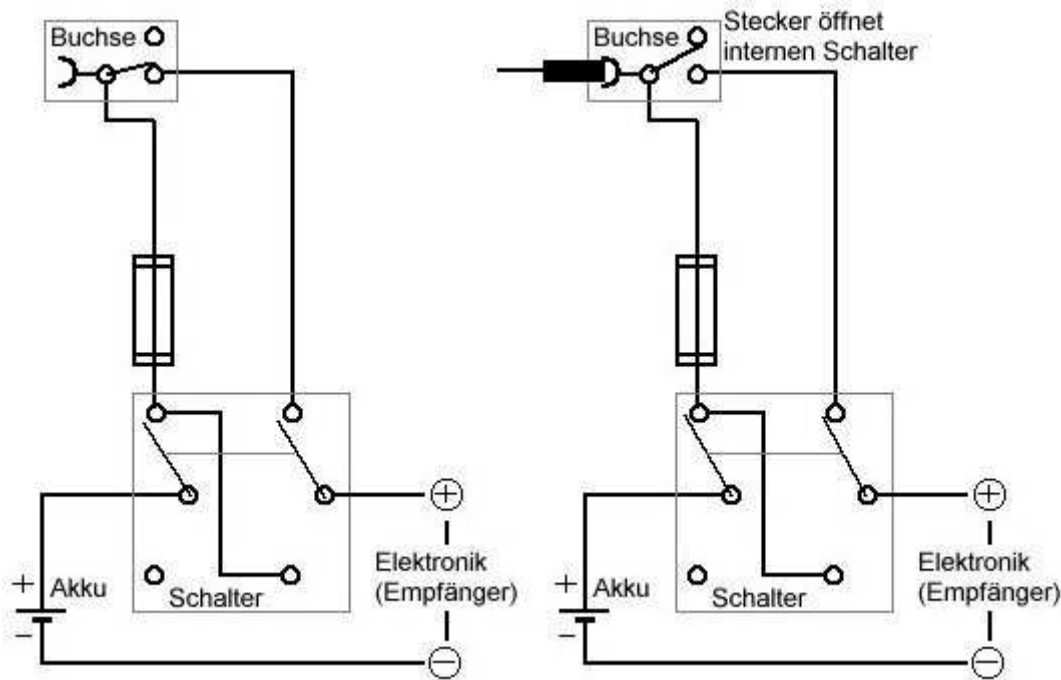 Buchse
+
Akku
−
Schalter
+
Elektronik
(Empfänger)
−
Buchse
Stecker öffnet
internen Schalter
+
Akku
−
Schalter
+
Elektronik
(Empfänger)
−